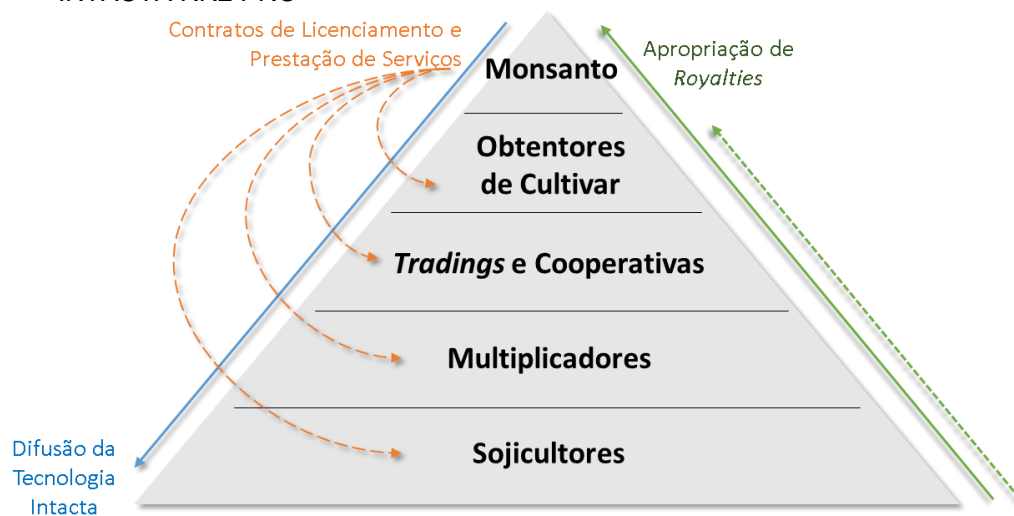 Contratos de Licenciamento e
Prestação de Serviços
Apropriação de
Royalties
Monsanto
Obtentores
de Cultivar
Tradings e Cooperativas
Multiplicadores
Sojicultores
Difusão da
Tecnologia
Intacta